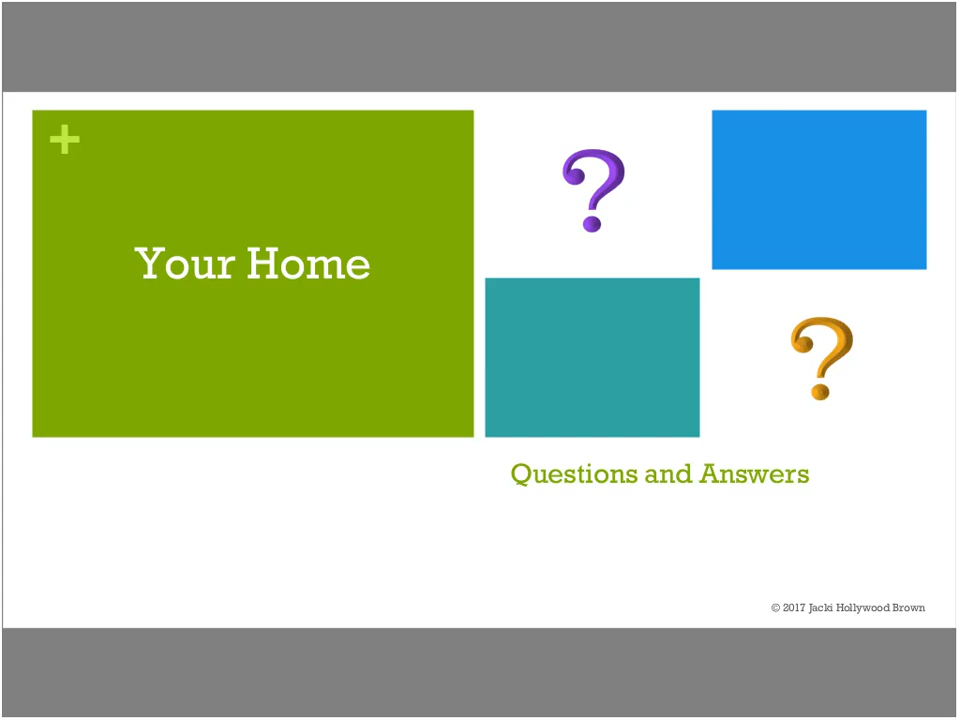 +
Your Home
?
?
Questions and Answers
© 2017 Jacki Hollywood Brown